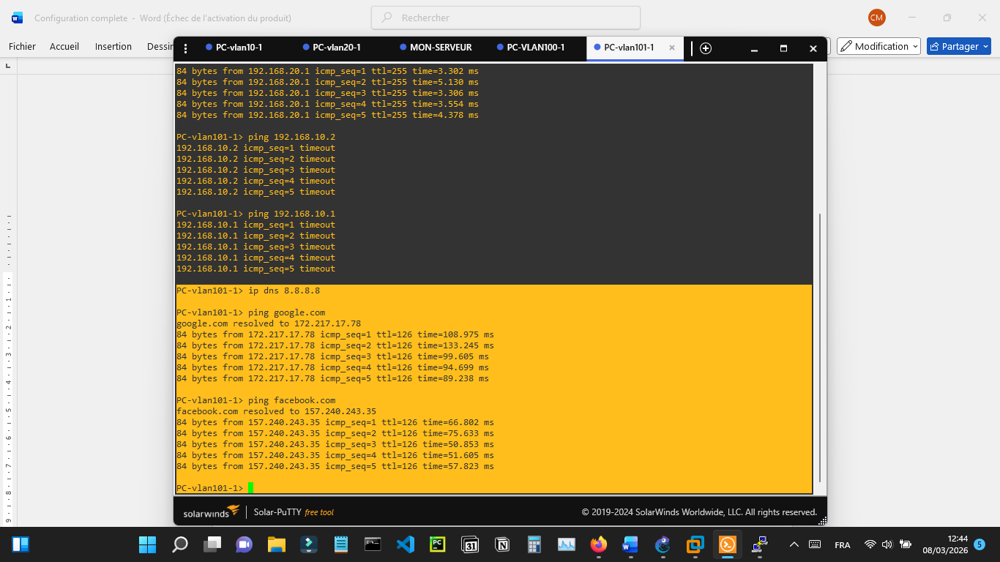 Configuration complete - Word (Échec de l'activation du produit)
Rechercher
CM
Fichier
Accueil
Insertion
Dessin
Modification
Partager
PC-vlan10-1
PC-vlan20-1
MON-SERVEUR
PC-VLAN100-1
PC-vlan101-1
84 bytes from 192.168.20.1 icmp_seq=1 ttl=255 time=3.302 ms
84 bytes from 192.168.20.1 icmp_seq=2 ttl=255 time=5.130 ms
84 bytes from 192.168.20.1 icmp_seq=3 ttl=255 time=3.306 ms
84 bytes from 192.168.20.1 icmp_seq=4 ttl=255 time=3.554 ms
84 bytes from 192.168.20.1 icmp_seq=5 ttl=255 time=4.378 ms
PC-vlan101-1> ping 192.168.10.2
192.168.10.2 icmp_seq=1 timeout
192.168.10.2 icmp_seq=2 timeout
192.168.10.2 icmp_seq=3 timeout
192.168.10.2 icmp_seq=4 timeout
192.168.10.2 icmp_seq=5 timeout
PC-vlan101-1> ping 192.168.10.1
192.168.10.1 icmp_seq=1 timeout
192.168.10.1 icmp_seq=2 timeout
192.168.10.1 icmp_seq=3 timeout
192.168.10.1 icmp_seq=4 timeout
192.168.10.1 icmp_seq=5 timeout
PC-vlan101-1> ip dns 8.8.8.8
PC-vlan101-1> ping google.com
google.com resolved to 172.217.17.78
84 bytes from 172.217.17.78 icmp_seq=1 ttl=126 time=108.975 ms
84 bytes from 172.217.17.78 icmp_seq=2 ttl=126 time=133.245 ms
84 bytes from 172.217.17.78 icmp_seq=3 ttl=126 time=99.605 ms
84 bytes from 172.217.17.78 icmp_seq=4 ttl=126 time=94.699 ms
84 bytes from 172.217.17.78 icmp_seq=5 ttl=126 time=89.238 ms
PC-vlan101-1> ping facebook.com
facebook.com resolved to 157.240.243.35
84 bytes from 157.240.243.35 icmp_seq=1 ttl=126 time=66.802 ms
84 bytes from 157.240.243.35 icmp_seq=2 ttl=126 time=75.633 ms
84 bytes from 157.240.243.35 icmp_seq=3 ttl=126 time=50.853 ms
84 bytes from 157.240.243.35 icmp_seq=4 ttl=126 time=51.605 ms
84 bytes from 157.240.243.35 icmp_seq=5 ttl=126 time=57.823 ms
PC-vlan101-1>
solarwinds
Solar-PuTTY free tool
© 2019-2024 SolarWinds Worldwide, LLC. All rights reserved.
FRA
12:44
08/03/2026
5